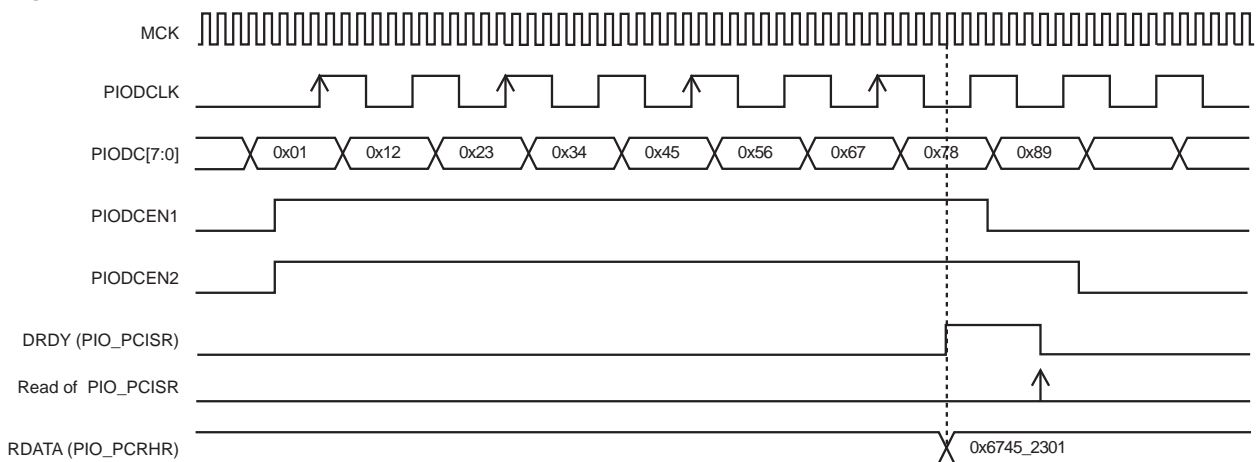 MCK
PIODCLK
PIODC[7:0] 0x01 0x12 0x23 0x34 0x45 0x56 0x67 0x78 0x89
PIODCEN1
PIODCEN2
DRDY (PIO_PCISR)
Read of PIO_PCISR
RDATA (PIO_PCRHR) 0x6745_2301